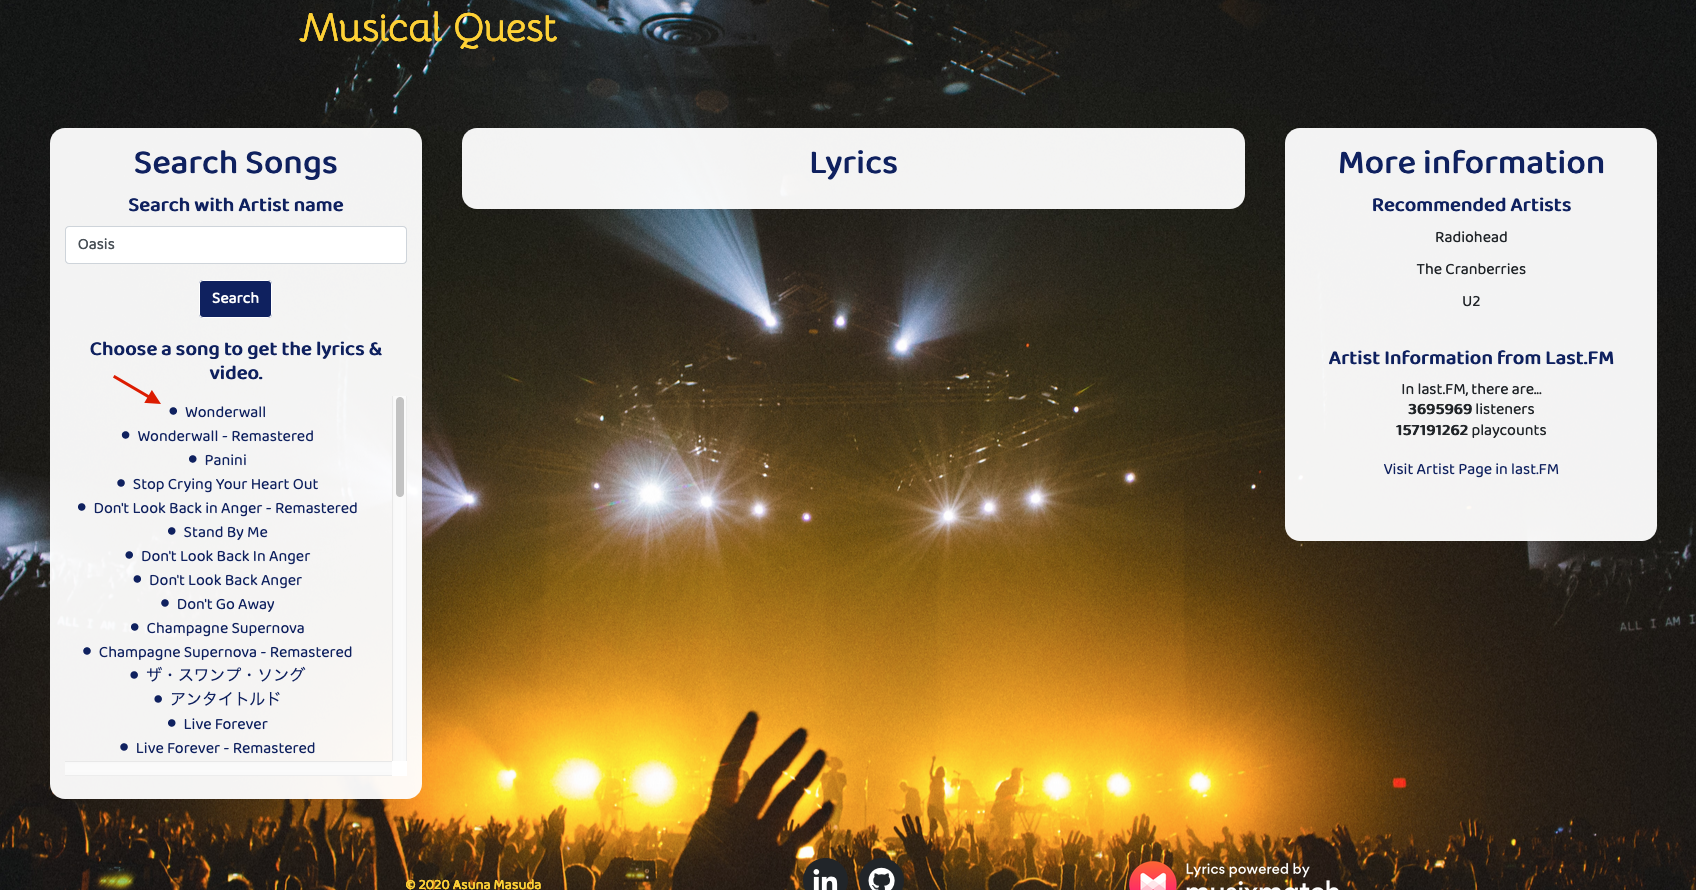 Musical Quest
Search Songs
Search with Artist name
Oasis
Search
Choose a song to get the lyrics &
video.
Wonderwall
Wonderwall - Remastered
Panini
Stop Crying Your Heart Out
Don't Look Back in Anger - Remastered
Stand By Me
Don't Look Back In Anger
Don't Look Back Anger
Don't Go Away
Champagne Supernova
Champagne Supernova - Remastered
ザ・スワンプ・ソング
アンタイトルド
Live Forever
Live Forever - Remastered
Lyrics
More information
Recommended Artists
Radiohead
The Cranberries
U2
Artist Information from Last.FM
In last.FM, there are...
3695969 listeners
157191262 playcounts
Visit Artist Page in last.FM
ALL I AM I
© 2020 Asuna Masuda
in
Lyrics powered by
musixmatch